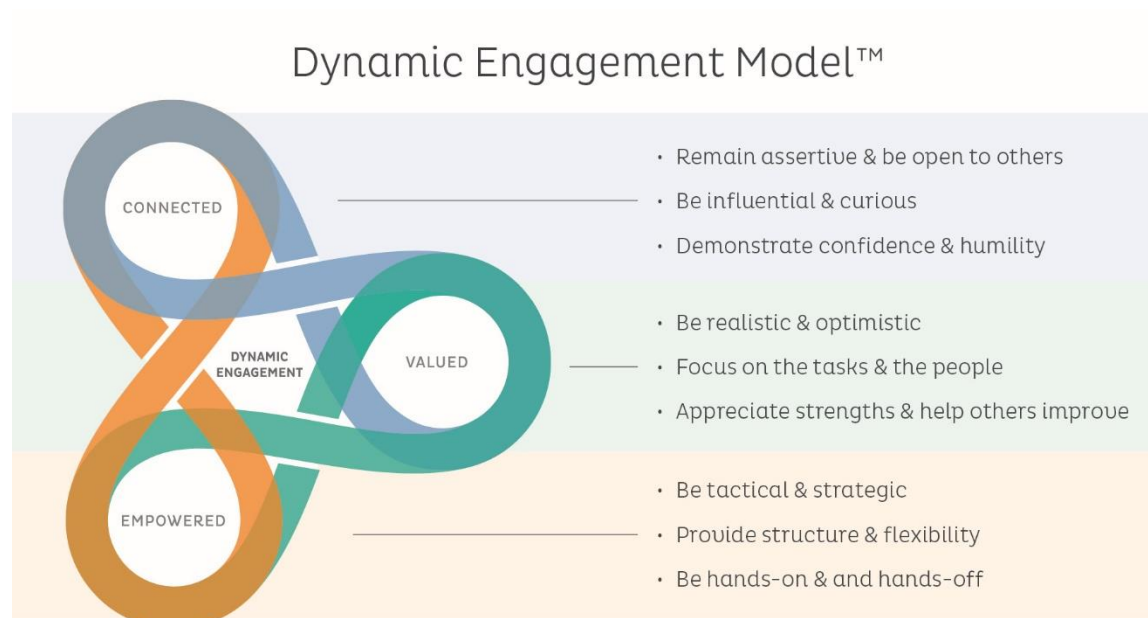 Dynamic Engagement Model™
CONNECTED
• Remain assertive & be open to others
• Be influential & curious
• Demonstrate confidence & humility
DYNAMIC
ENGAGEMENT
VALUED
• Be realistic & optimistic
• Focus on the tasks & the people
• Appreciate strengths & help others improve
EMPOWERED
• Be tactical & strategic
• Provide structure & flexibility
• Be hands-on & and hands-off